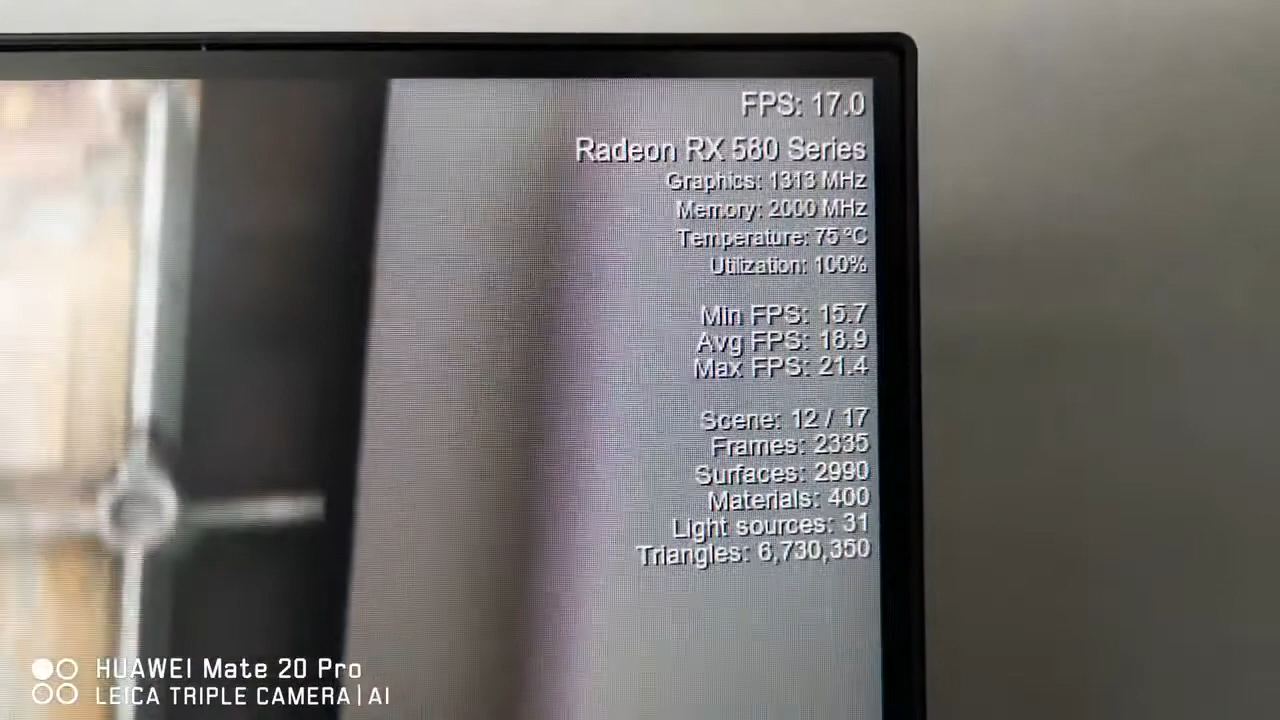 FPS: 17.0
Radeon RX 580 Series
Graphics: 1313 MHz
Memory: 2000 MHz
Temperature: 75 °C
Utilization: 100%
Min FPS: 15.7
Avg FPS: 18.9
Max FPS: 21.4
Scene: 12 / 17
Frames: 2335
Surfaces: 2990
Materials: 400
Light sources: 31
Triangles: 6,730,350
HUAWEI Mate 20 Pro
LEICA TRIPLE CAMERA | AI